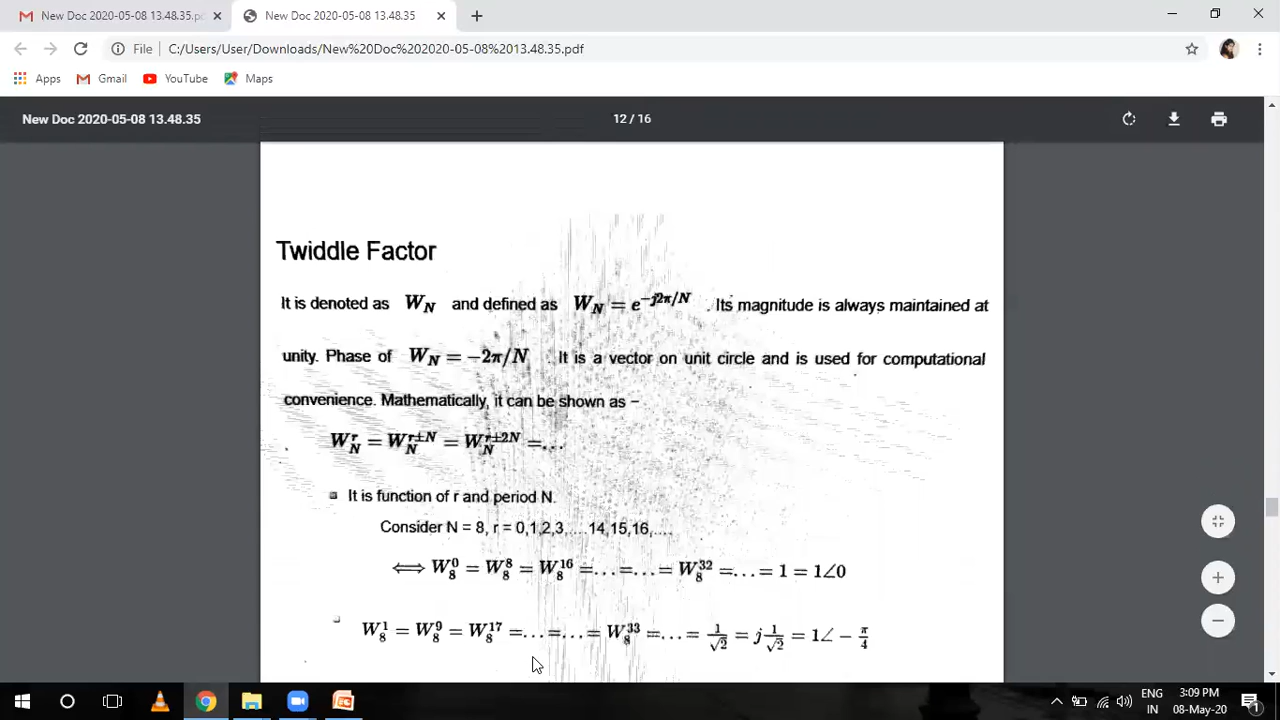 New Doc 2020-05-08 13.48.35.pd
New Doc 2020-05-08 13.48.35
File C:/Users/User/Downloads/New%20Doc%202020-05-08%2013.48.35.pdf
Apps Gmail YouTube Maps
New Doc 2020-05-08 13.48.35 12 / 16
Twiddle Factor
It is denoted as W_N and defined as W_N = e^{-j2π/N} . Its magnitude is always maintained at
unity. Phase of W_N = −2π/N . It is a vector on unit circle and is used for computational
convenience. Mathematically, it can be shown as −
W_N^r = W_N^{r±N} = W_N^{r±2N} =...
It is function of r and period N.
Consider N = 8, r = 0,1,2,3,....14,15,16,....
⟺ W_8^0 = W_8^8 = W_8^16 =...=...= W_8^32 =...= 1 = 1∠0
W_8^1 = W_8^9 = W_8^17 =...=...= W_8^33 =...= 1/√2 = j 1/√2 = 1∠ − π/4
ENG 3:09 PM
IN 08-May-20 1